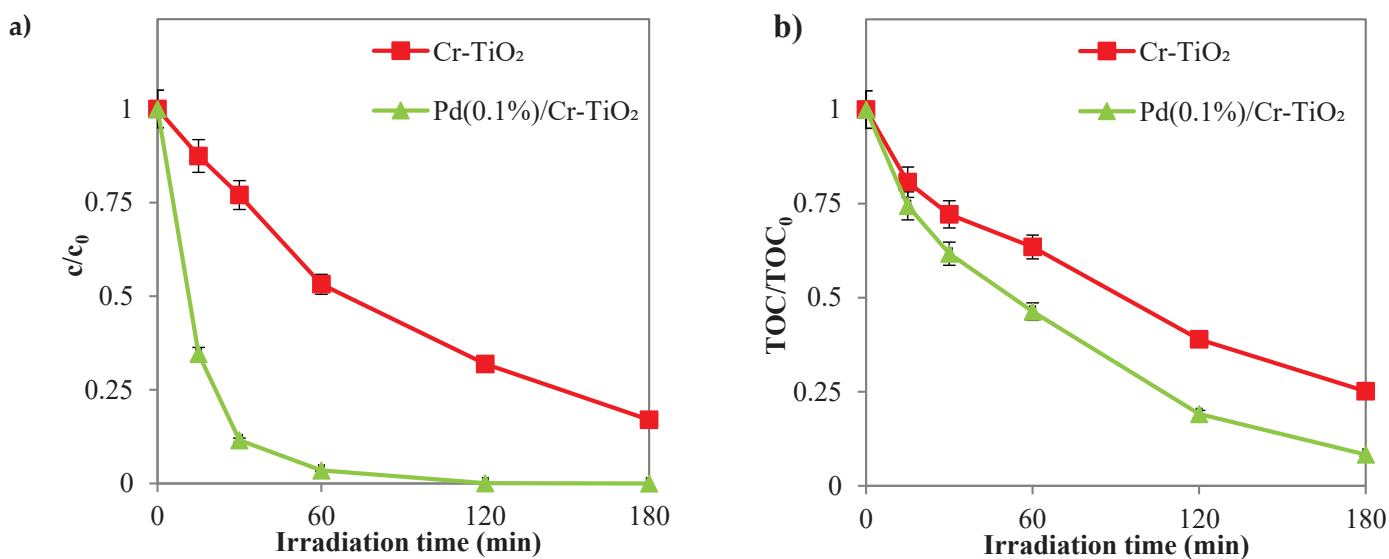 a)
Cr-TiO₂
Pd(0.1%)/Cr-TiO₂
c/c₀
1
0.75
0.5
0.25
0
0
60
120
180
Irradiation time (min)
b)
Cr-TiO₂
Pd(0.1%)/Cr-TiO₂
TOC/TOC₀
1
0.75
0.5
0.25
0
0
60
120
180
Irradiation time (min)